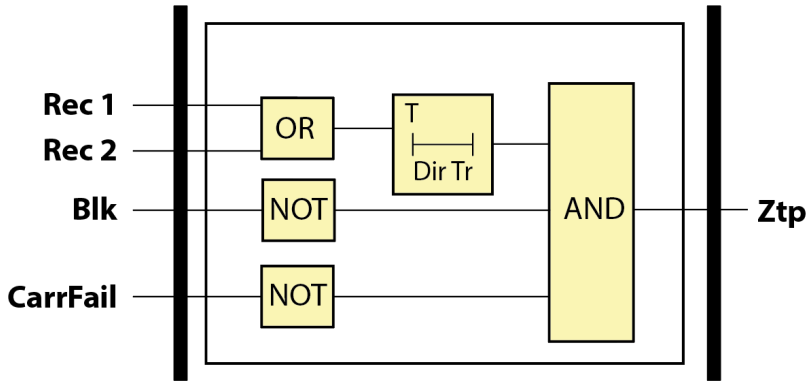 Rec 1
Rec 2
Blk
CarrFail
OR
NOT
NOT
T
Dir Tr
AND
Ztp